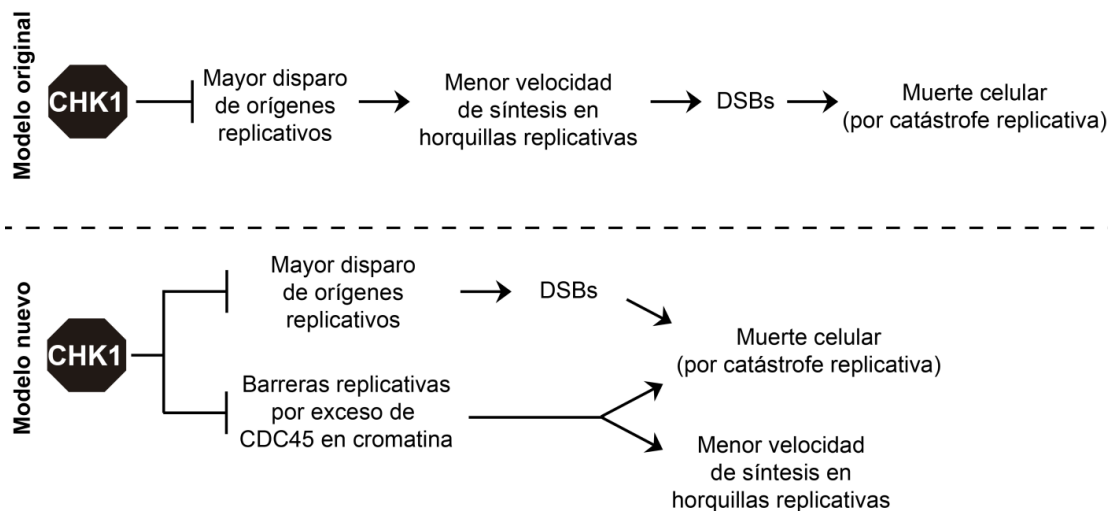 Modelo original
CHK1
Mayor disparo
de orígenes
replicativos
Menor velocidad
de síntesis en
horquillas replicativas
DSBs
Muerte celular
(por catástrofe replicativa)
Modelo nuevo
CHK1
Mayor disparo
de orígenes
replicativos
DSBs
Barreras replicativas
por exceso de
CDC45 en cromatina
Muerte celular
(por catástrofe replicativa)
Menor velocidad
de síntesis en
horquillas replicativas